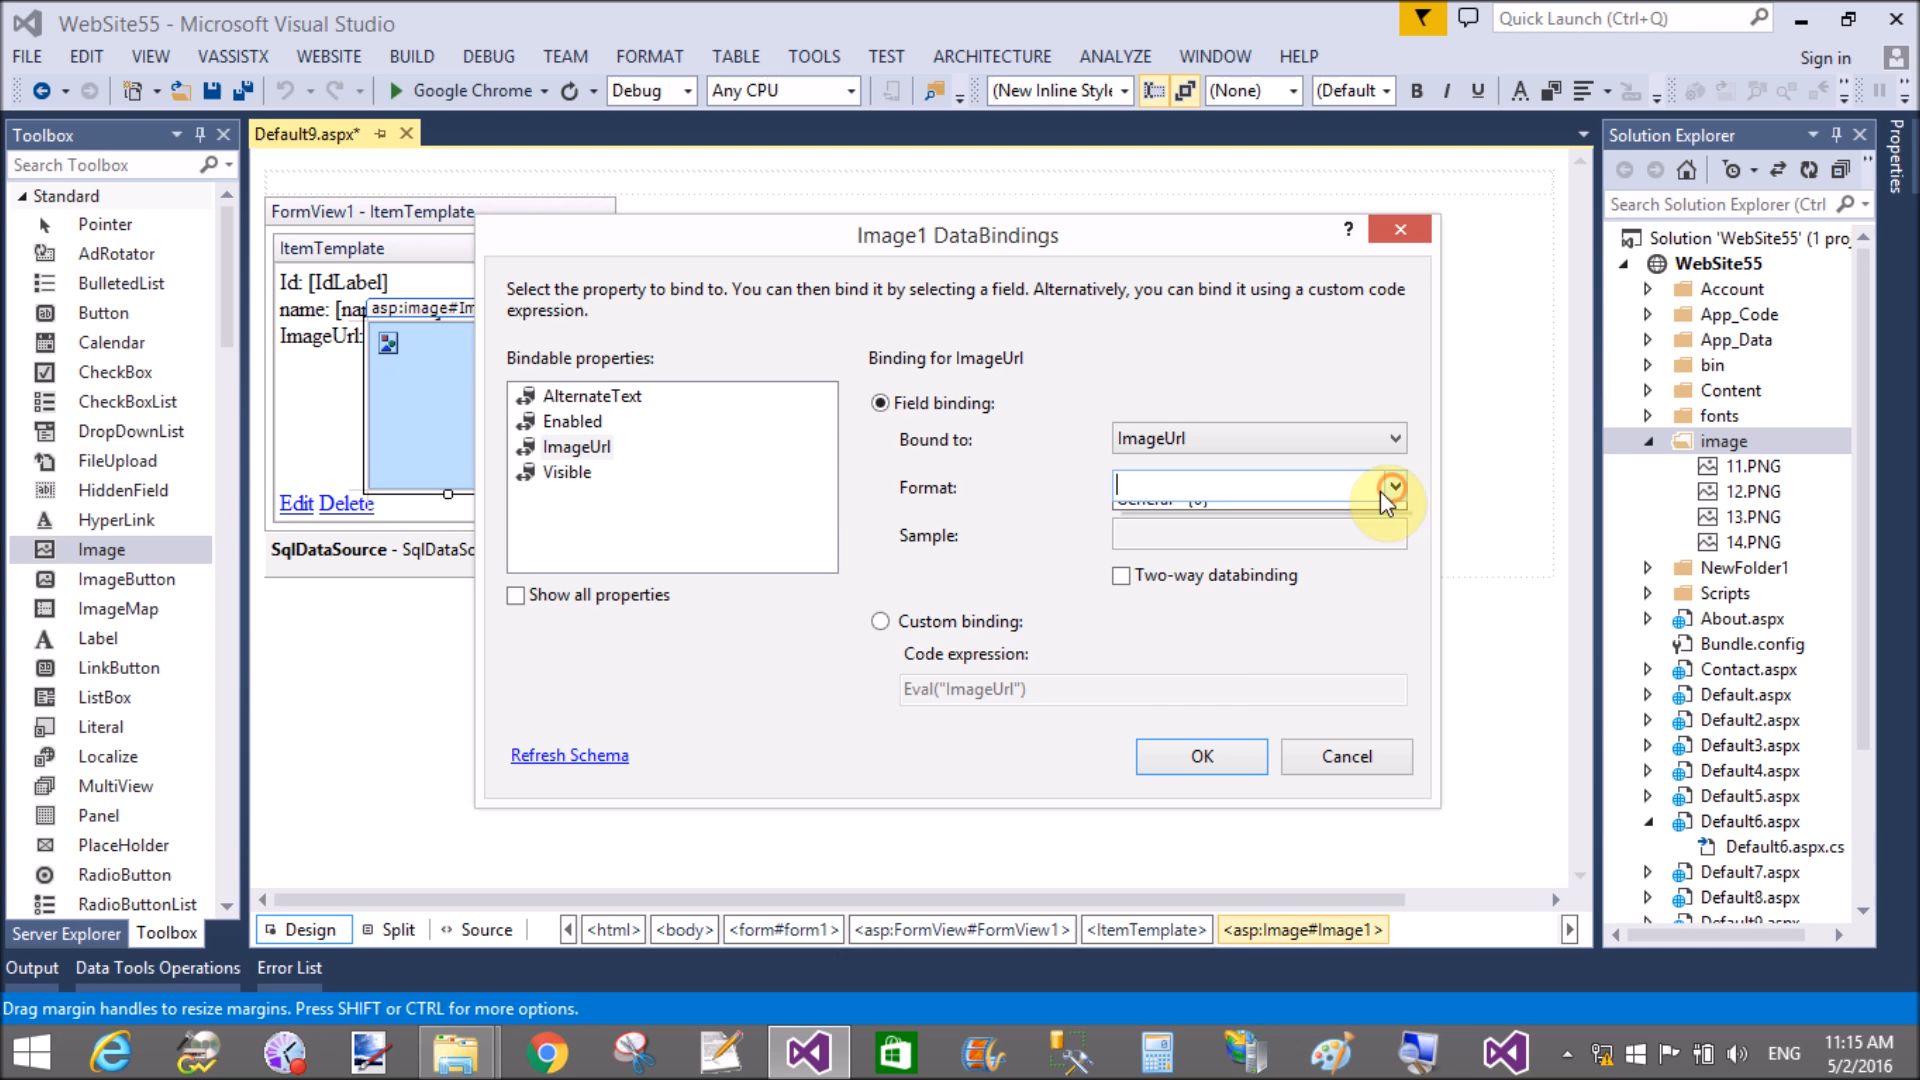 WebSite55 - Microsoft Visual Studio
Quick Launch (Ctrl+Q)
FILE EDIT VIEW VASSISTX WEBSITE BUILD DEBUG TEAM FORMAT TABLE TOOLS TEST ARCHITECTURE ANALYZE WINDOW HELP
Sign in
Google Chrome Debug Any CPU (New Inline Style (None) (Default B I U A
Toolbox
Search Toolbox
Standard
Pointer
AdRotator
BulletedList
Button
Calendar
CheckBox
CheckBoxList
DropDownList
FileUpload
HiddenField
HyperLink
Image
ImageButton
ImageMap
Label
LinkButton
ListBox
Literal
Localize
MultiView
Panel
PlaceHolder
RadioButton
RadioButtonList
Server Explorer Toolbox
Default9.aspx*
FormView1 - ItemTemplate
ItemTemplate
Id: [IdLabel]
name: [na
asp:image#Im
ImageUrl:
Edit Delete
SqlDataSource - SqlDataSo
Image1 DataBindings
?
Select the property to bind to. You can then bind it by selecting a field. Alternatively, you can bind it using a custom code
expression.
Bindable properties:
AlternateText
Enabled
ImageUrl
Visible
Show all properties
Refresh Schema
Binding for ImageUrl
Field binding:
Bound to: ImageUrl
Format:
General - {0}
Sample:
Two-way databinding
Custom binding:
Code expression:
Eval("ImageUrl")
OK Cancel
Design Split Source <html> <body> <form#form1> <asp:FormView#FormView1> <ItemTemplate> <asp:Image#Image1>
Solution Explorer
Search Solution Explorer (Ctrl
Solution 'WebSite55' (1 proj
WebSite55
Account
App_Code
App_Data
bin
Content
fonts
image
11.PNG
12.PNG
13.PNG
14.PNG
NewFolder1
Scripts
About.aspx
Bundle.config
Contact.aspx
Default.aspx
Default2.aspx
Default3.aspx
Default4.aspx
Default5.aspx
Default6.aspx
Default6.aspx.cs
Default7.aspx
Default8.aspx
Default9.aspx
Properties
Output Data Tools Operations Error List
Drag margin handles to resize margins. Press SHIFT or CTRL for more options.
ENG
11:15 AM
5/2/2016